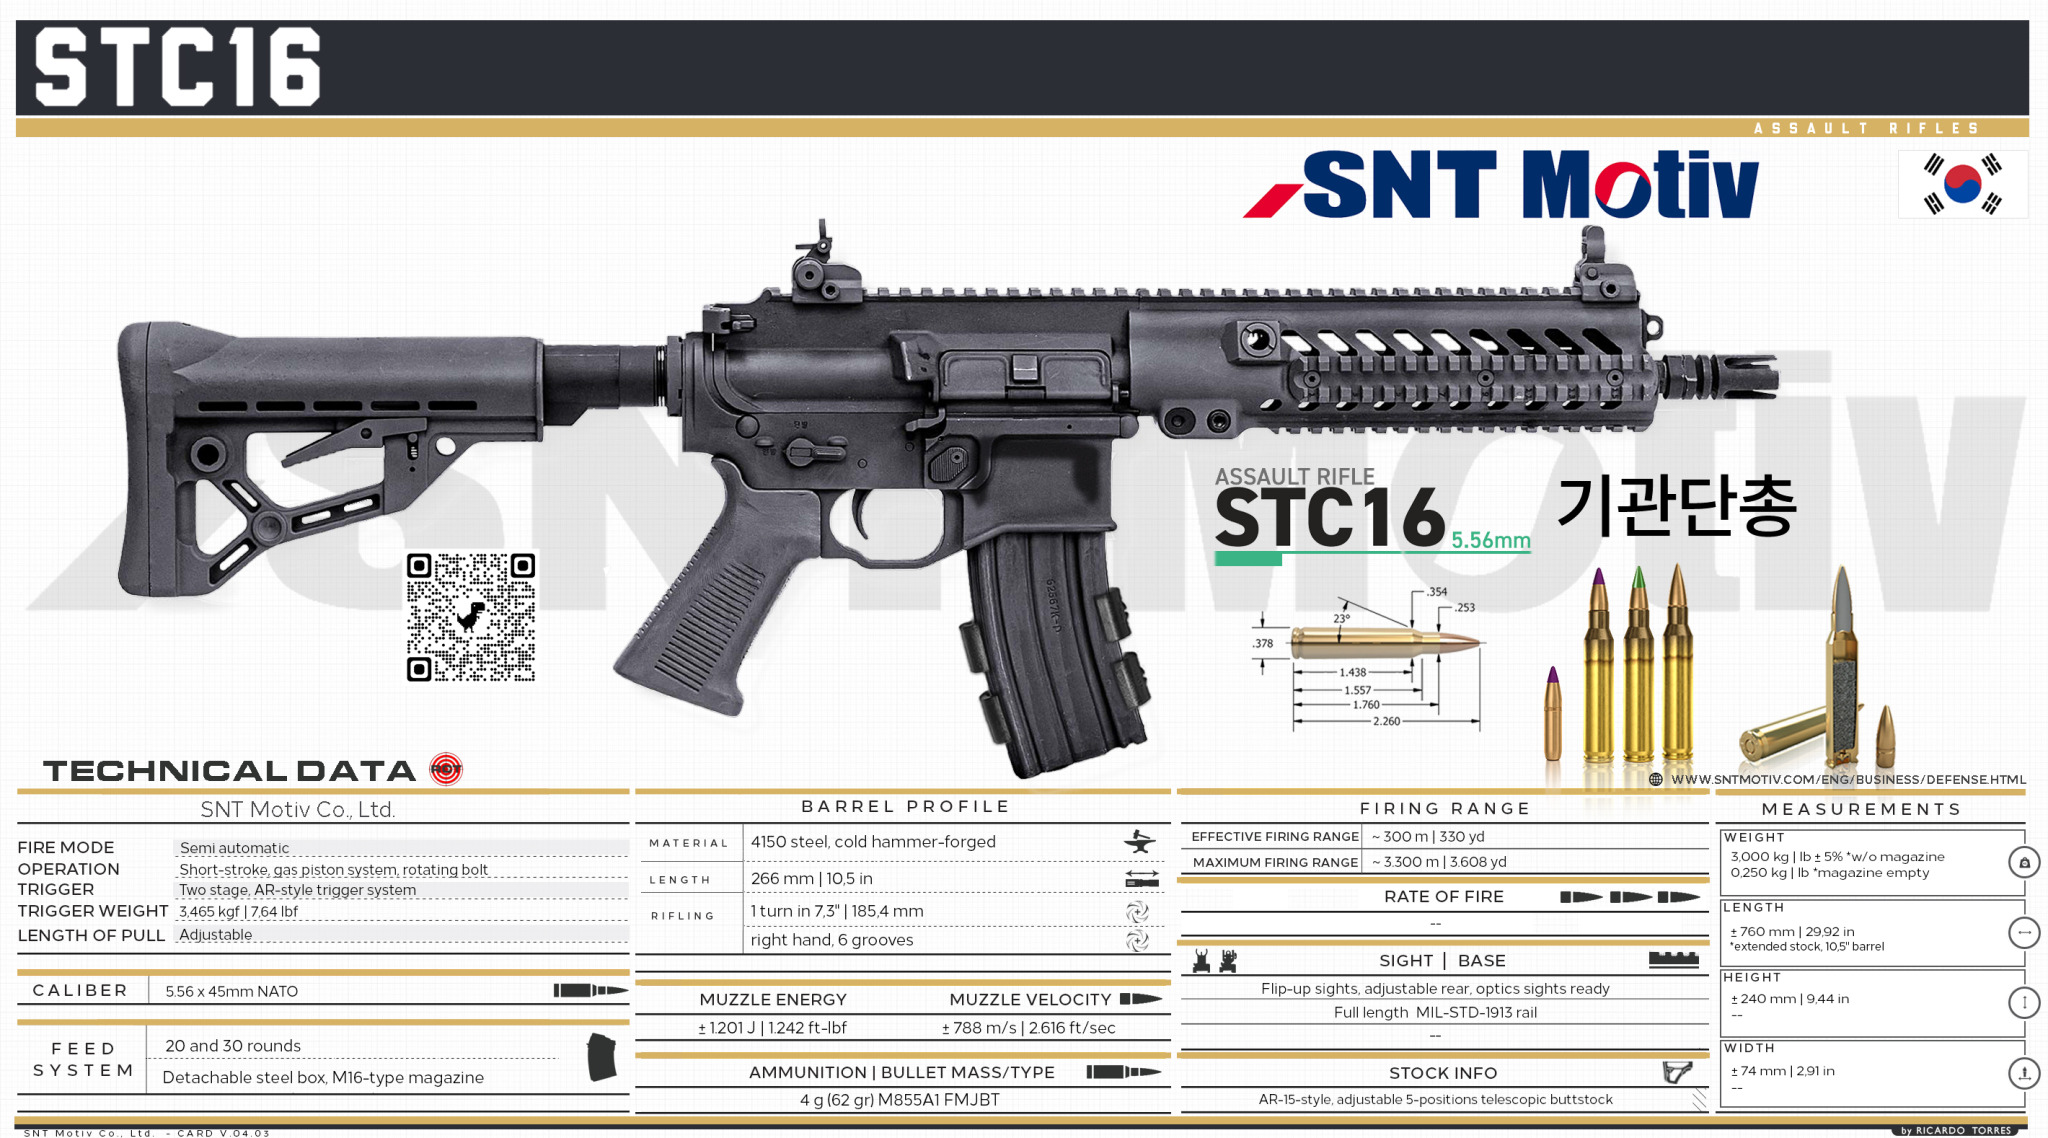 STC16
ASSAULT RIFLES
SNT Motiv
ASSAULT RIFLE
STC16 5.56mm
기관단총
.354
.253
23°
.378
1.438
1.557
1.760
2.260
WWW.SNTMOTIV.COM/ENG/BUSINESS/DEFENSE.HTML
TECHNICAL DATA
SNT Motiv Co., Ltd.
FIRE MODE Semi automatic
OPERATION Short-stroke, gas piston system, rotating bolt
TRIGGER Two stage, AR-style trigger system
TRIGGER WEIGHT 3,465 kgf | 7,64 lbf
LENGTH OF PULL Adjustable
CALIBER 5.56 x 45mm NATO
FEED SYSTEM
20 and 30 rounds
Detachable steel box, M16-type magazine
BARREL PROFILE
MATERIAL 4150 steel, cold hammer-forged
LENGTH 266 mm | 10,5 in
RIFLING 1 turn in 7,3" | 185,4 mm
right hand, 6 grooves
MUZZLE ENERGY MUZZLE VELOCITY
± 1.201 J | 1.242 ft-lbf ± 788 m/s | 2.616 ft/sec
AMMUNITION | BULLET MASS/TYPE
4 g (62 gr) M855A1 FMJBT
FIRING RANGE
EFFECTIVE FIRING RANGE ~ 300 m | 330 yd
MAXIMUM FIRING RANGE ~ 3.300 m | 3.608 yd
RATE OF FIRE
--
SIGHT | BASE
Flip-up sights, adjustable rear, optics sights ready
Full length MIL-STD-1913 rail
--
STOCK INFO
AR-15-style, adjustable 5-positions telescopic buttstock
MEASUREMENTS
WEIGHT
3,000 kg | lb ± 5% *w/o magazine
0,250 kg | lb *magazine empty
LENGTH
± 760 mm | 29,92 in
*extended stock, 10,5" barrel
HEIGHT
± 240 mm | 9,44 in
--
WIDTH
± 74 mm | 2,91 in
--
SNT Motiv Co., Ltd. - CARD V.04.03
by RICARDO TORRES